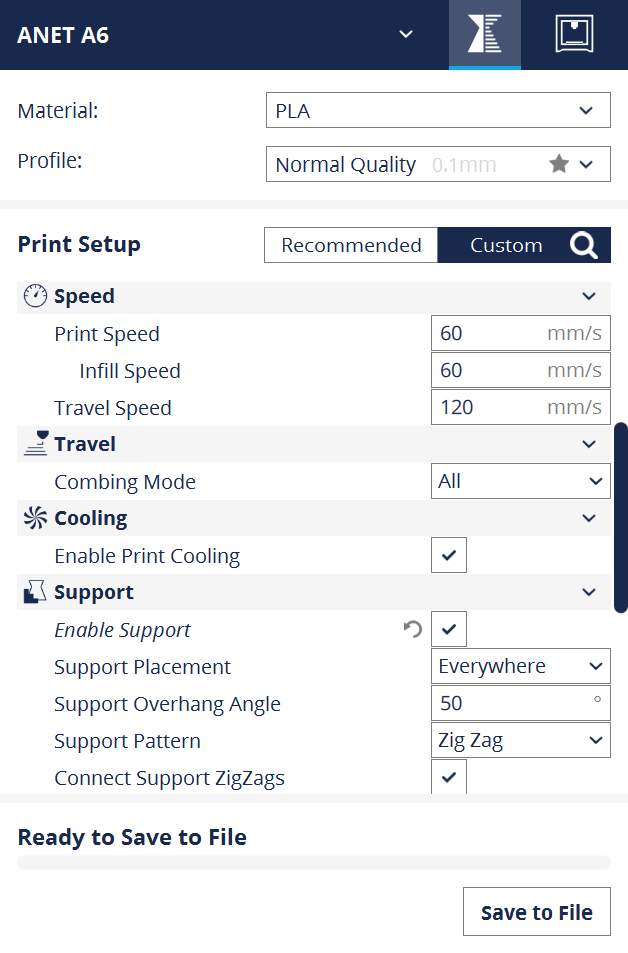 ANET A6
Material: PLA
Profile: Normal Quality 0.1mm
Print Setup Recommended Custom
Speed
Print Speed 60 mm/s
Infill Speed 60 mm/s
Travel Speed 120 mm/s
Travel
Combing Mode All
Cooling
Enable Print Cooling
Support
Enable Support
Support Placement Everywhere
Support Overhang Angle 50 °
Support Pattern Zig Zag
Connect Support ZigZags
Ready to Save to File
Save to File